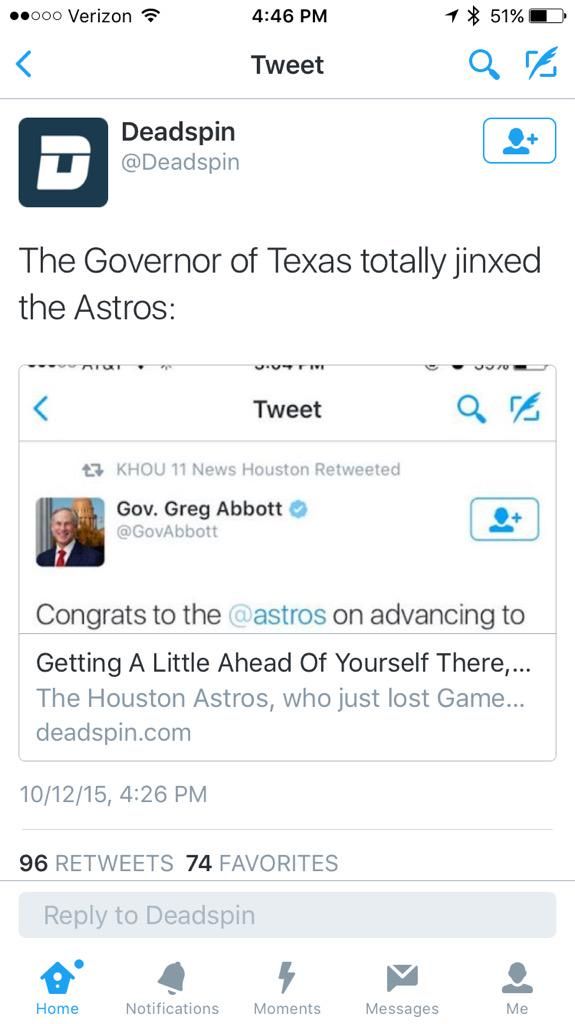 Verizon 4:46 PM 51%
Tweet
Deadspin
@Deadspin
The Governor of Texas totally jinxed
the Astros:
Tweet
KHOU 11 News Houston Retweeted
Gov. Greg Abbott
@GovAbbott
Congrats to the @astros on advancing to
Getting A Little Ahead Of Yourself There,...
The Houston Astros, who just lost Game...
deadspin.com
10/12/15, 4:26 PM
96 RETWEETS 74 FAVORITES
Reply to Deadspin
Home Notifications Moments Messages Me